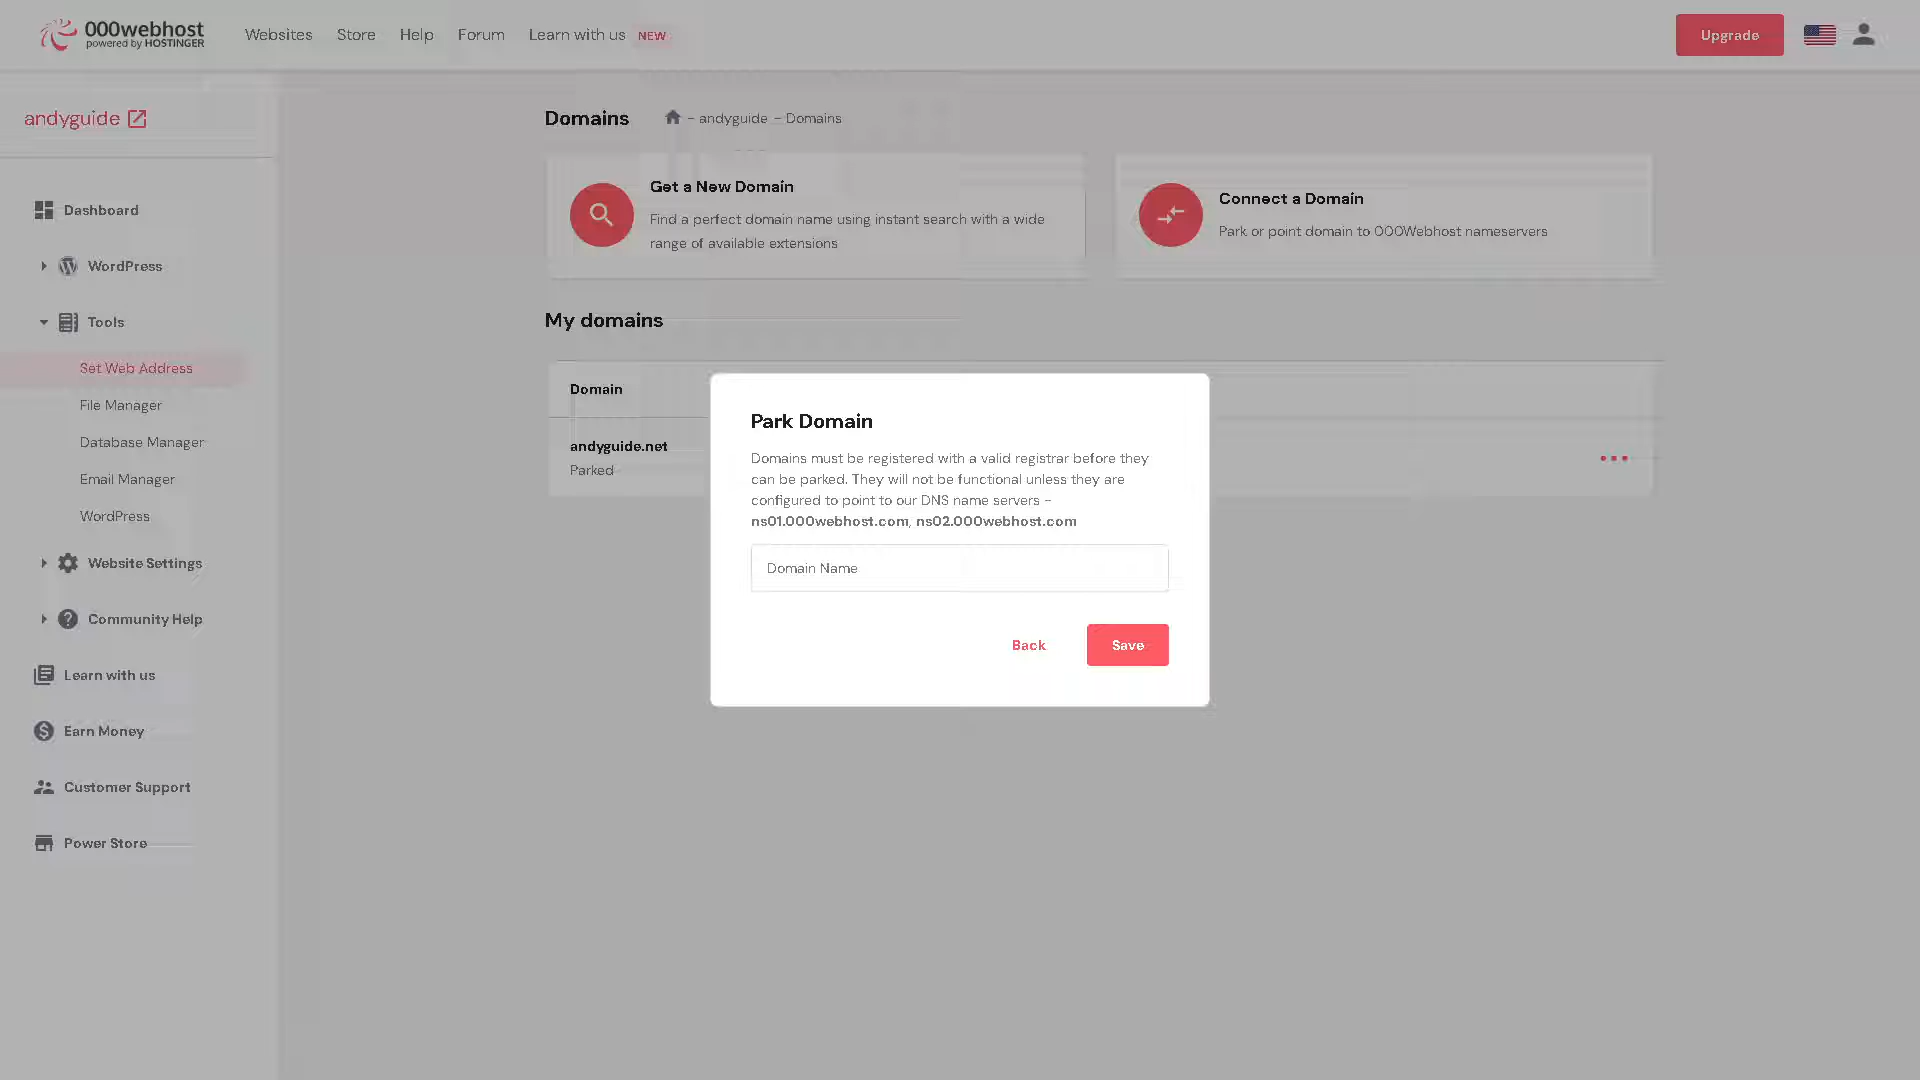 000webhost
powered by HOSTINGER
Websites
Store
Help
Forum
Learn with us NEW
Upgrade
andyguide
Dashboard
WordPress
Tools
Set Web Address
File Manager
Database Manager
Email Manager
WordPress
Website Settings
Community Help
Learn with us
Earn Money
Customer Support
Power Store
Domains
- andyguide - Domains
Get a New Domain
Find a perfect domain name using instant search with a wide
range of available extensions
Connect a Domain
Park or point domain to 000Webhost nameservers
My domains
Domain
andyguide.net
Parked
Park Domain
Domains must be registered with a valid registrar before they
can be parked. They will not be functional unless they are
configured to point to our DNS name servers -
ns01.000webhost.com, ns02.000webhost.com
Domain Name
Back
Save